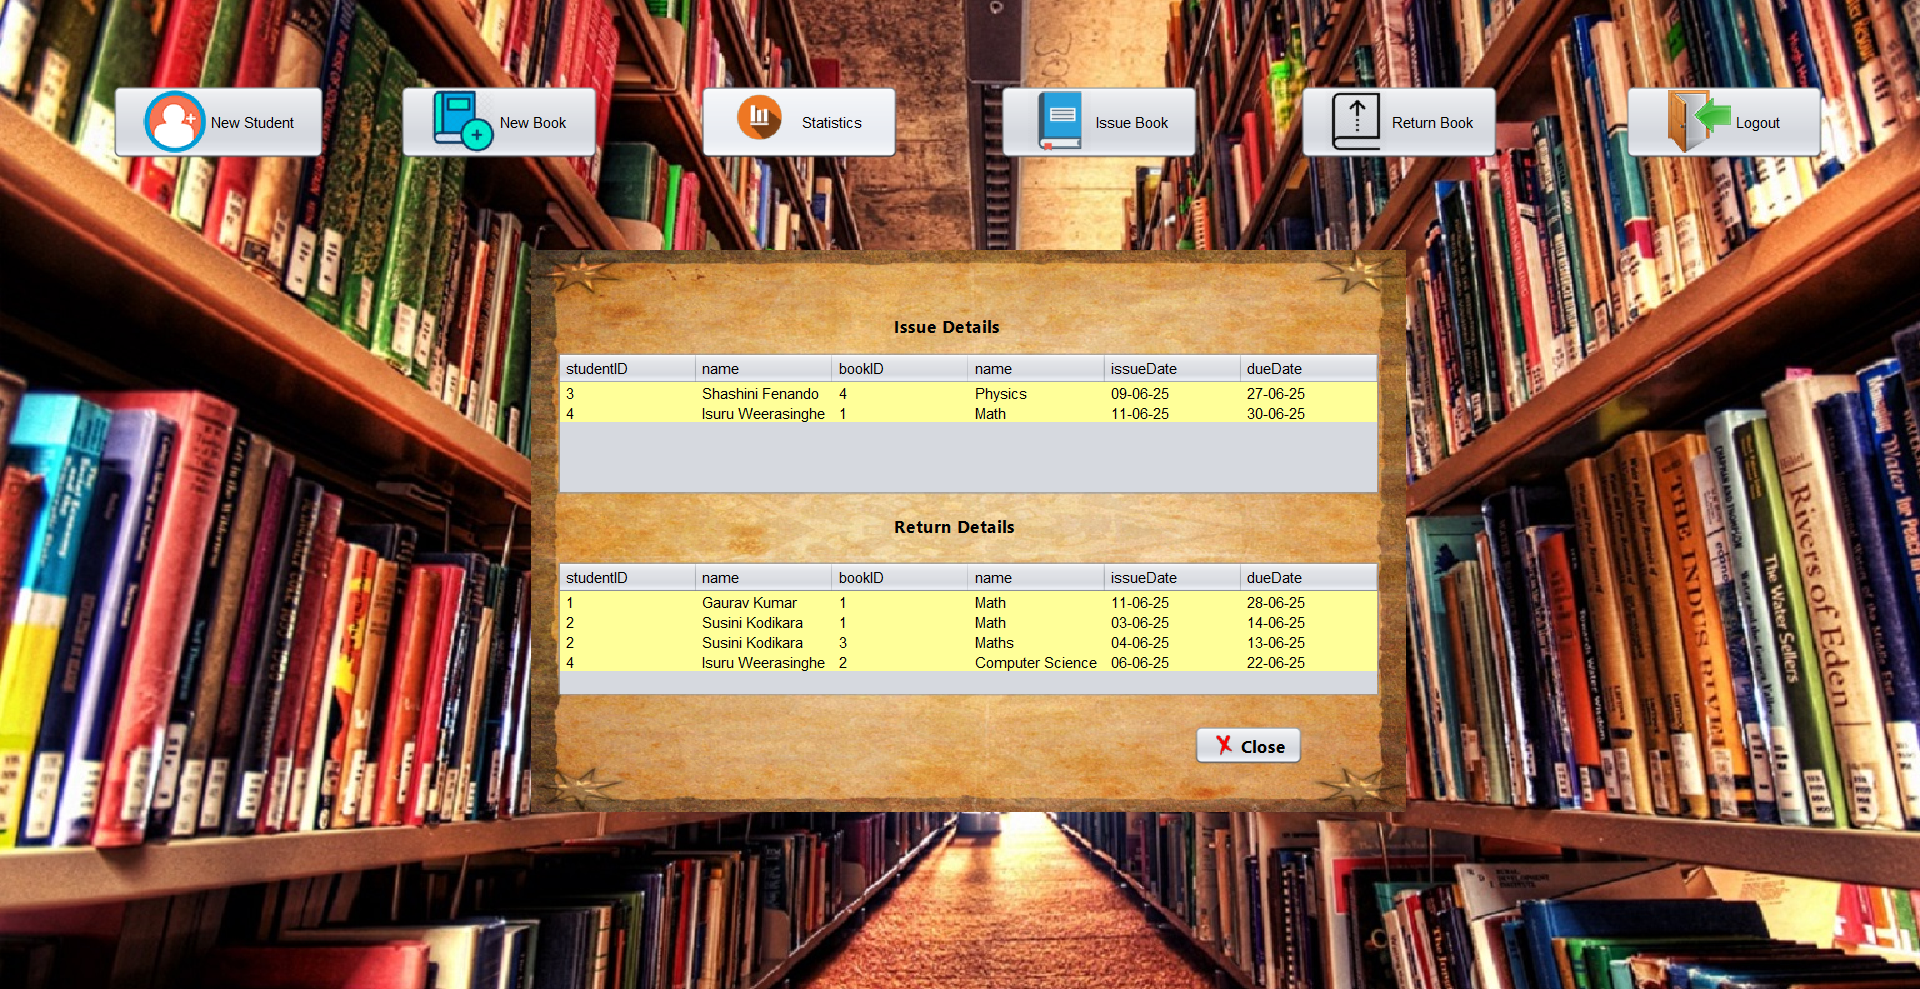 New Student New Book Statistics Issue Book Return Book Logout
Issue Details
studentID name bookID name issueDate dueDate
3 Shashini Fenando 4 Physics 09-06-25 27-06-25
4 Isuru Weerasinghe 1 Math 11-06-25 30-06-25
Return Details
studentID name bookID name issueDate dueDate
1 Gaurav Kumar 1 Math 11-06-25 28-06-25
2 Susini Kodikara 1 Math 03-06-25 14-06-25
2 Susini Kodikara 3 Maths 04-06-25 13-06-25
4 Isuru Weerasinghe 2 Computer Science 06-06-25 22-06-25
X Close
THE INDUS RIVER
The Water Sellers
Rivers of Eden